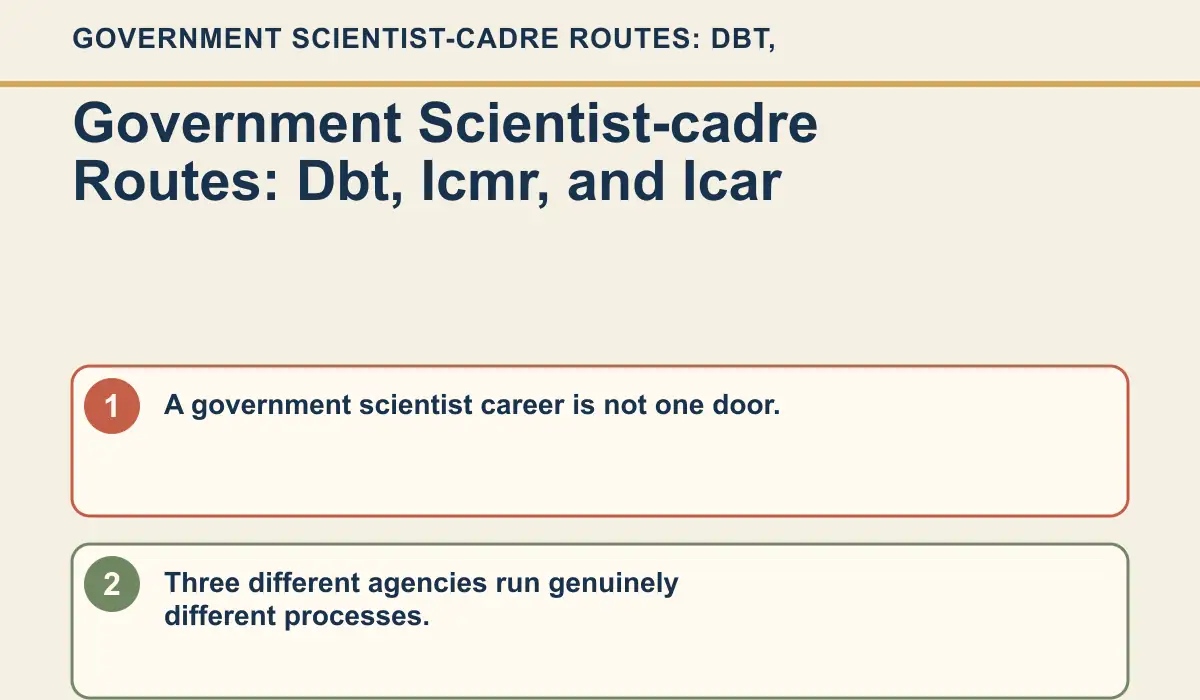 GOVERNMENT SCIENTIST-CADRE ROUTES: DBT,
Government Scientist-cadre
Routes: Dbt, Icmr, and Icar
1
A government scientist career is not one door.
2
Three different agencies run genuinely
different processes.